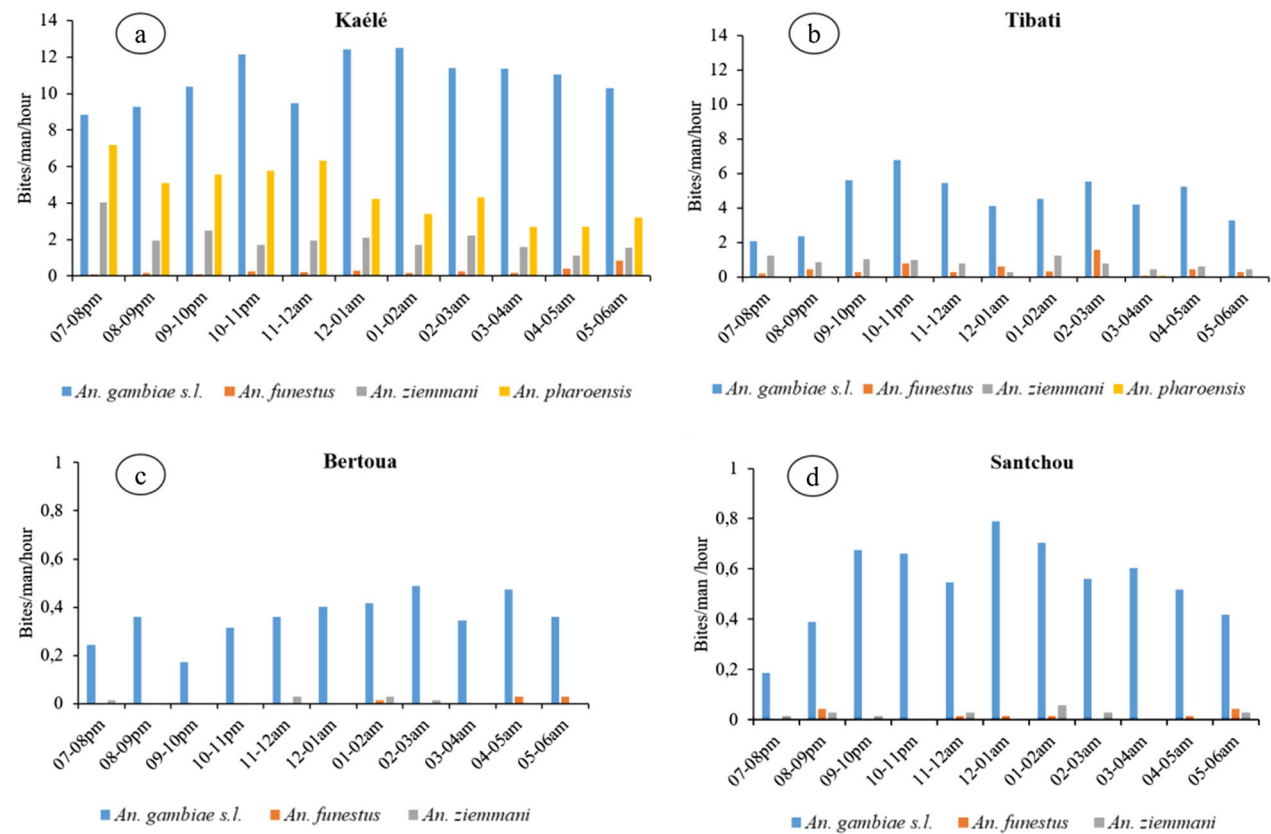 a
Kaélé
Bites/man/hour
14
12
10
8
6
4
2
0
07-08pm
08-09pm
09-10pm
10-11pm
11-12am
12-01am
01-02am
02-03am
03-04am
04-05am
05-06am
An. gambiae s.l. An. funestus An. ziemmani An. pharoensis
b
Tibati
Bites/man/hour
14
12
10
8
6
4
2
0
07-08pm
08-09pm
09-10pm
10-11pm
11-12am
12-01am
01-02am
02-03am
03-04am
04-05am
05-06am
An. gambiae s.l. An. funestus An. ziemmani An. pharoensis
c
Bertoua
Bites/man/hour
1
0,8
0,6
0,4
0,2
0
07-08pm
08-09pm
09-10pm
10-11pm
11-12am
12-01am
01-02am
02-03am
03-04am
04-05am
05-06am
An. gambiae s.l. An. funestus An. ziemmani
d
Santchou
Bites/man /hour
1
0,8
0,6
0,4
0,2
0
07-08pm
08-09pm
09-10pm
10-11pm
11-12am
12-01am
01-02am
02-03am
03-04am
04-05am
05-06am
An. gambiae s.l. An. funestus An. ziemmani